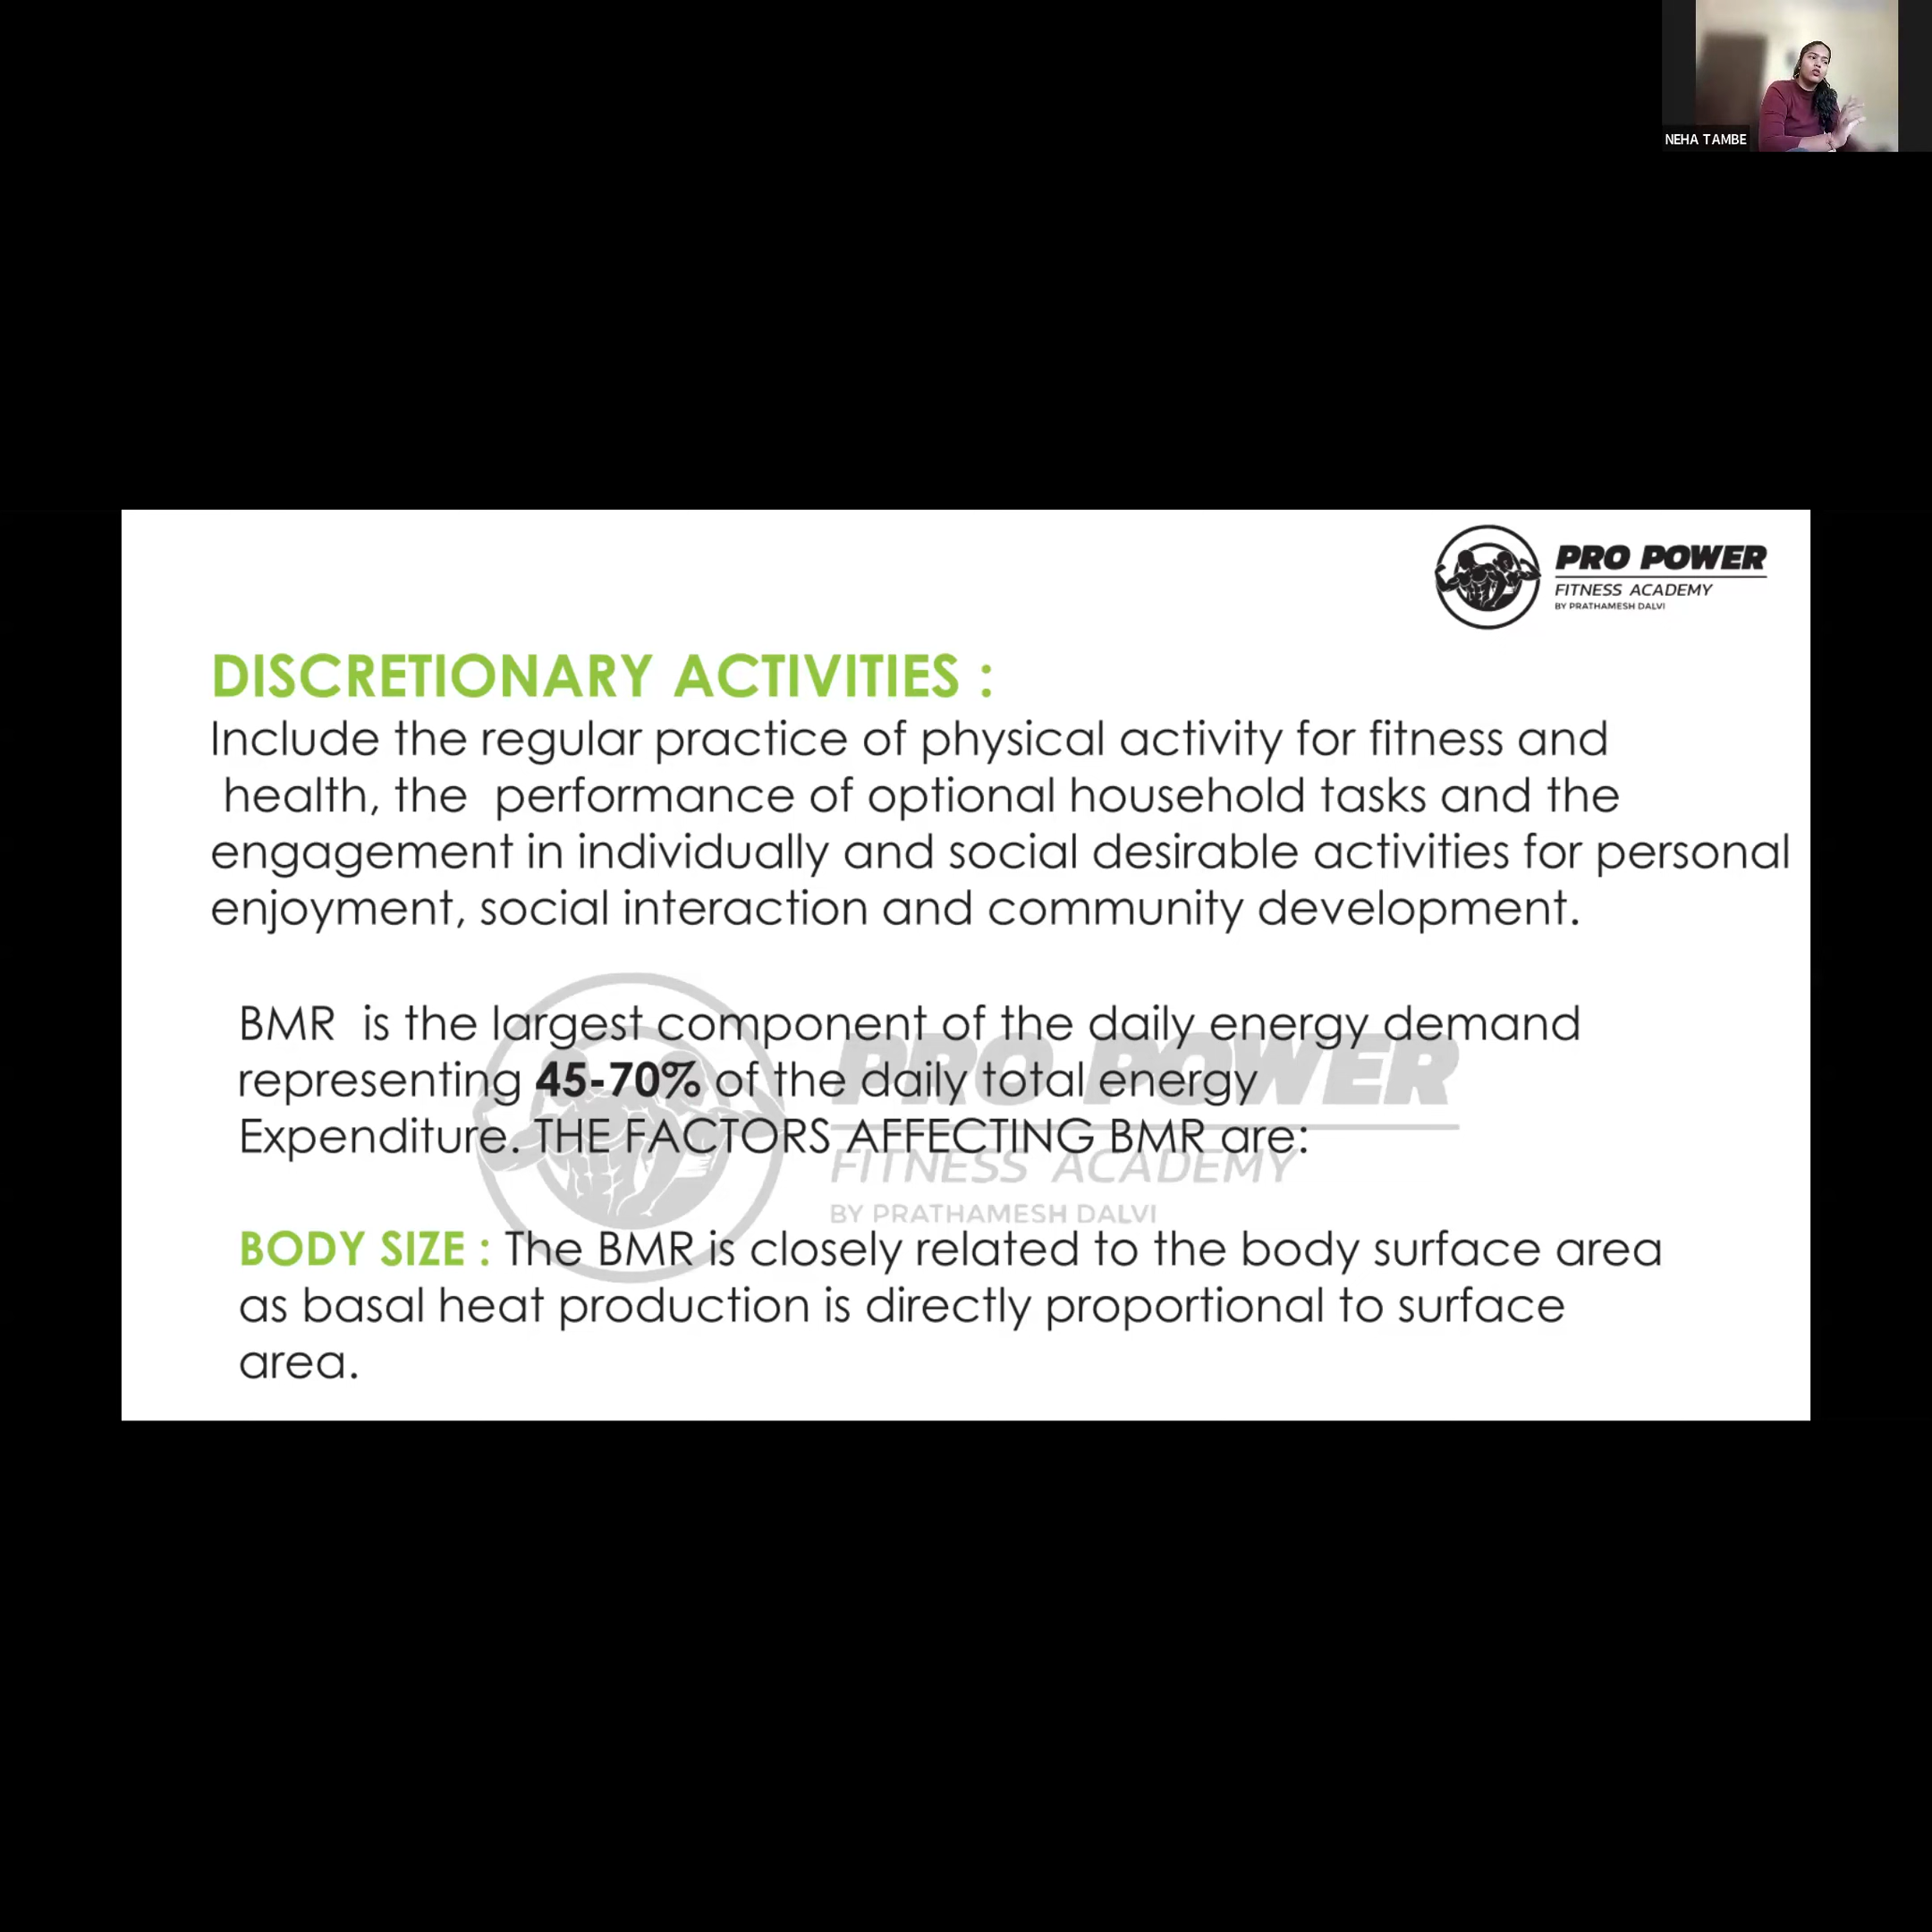 NEHA TAMBE
PRO POWER
FITNESS ACADEMY
BY PRATHAMESH DALVI
DISCRETIONARY ACTIVITIES :
Include the regular practice of physical activity for fitness and
health, the performance of optional household tasks and the
engagement in individually and social desirable activities for personal
enjoyment, social interaction and community development.
BMR is the largest component of the daily energy demand
representing 45-70% of the daily total energy
Expenditure. THE FACTORS AFFECTING BMR are:
PRO POWER
FITNESS ACADEMY
BY PRATHAMESH DALVI
BODY SIZE : The BMR is closely related to the body surface area
as basal heat production is directly proportional to surface
area.